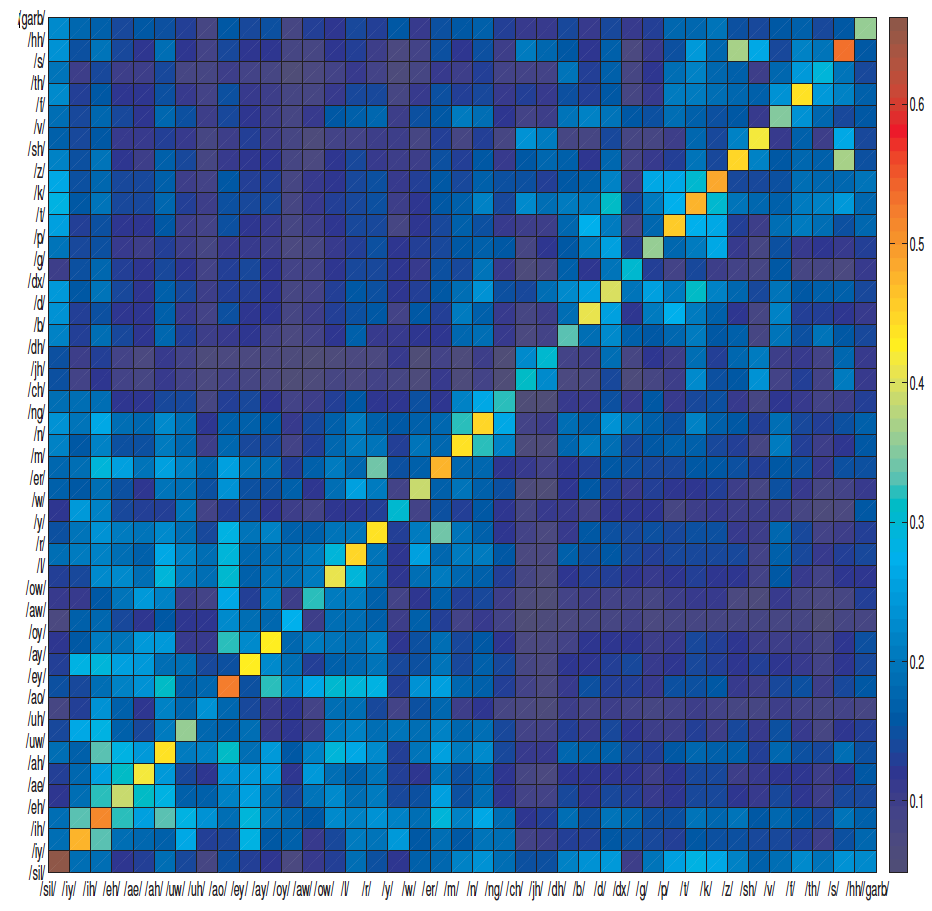 /garb/
/hh/
/s/
/th/
/f/
/v/
/sh/
/z/
/k/
/t/
/p/
/g/
/dx/
/d/
/b/
/dh/
/jh/
/ch/
/ng/
/n/
/m/
/er/
/w/
/y/
/r/
/l/
/ow/
/aw/
/oy/
/ay/
/ey/
/ao/
/uh/
/uw/
/ah/
/ae/
/eh/
/ih/
/iy/
/sil/
/sil/ /iy/ /ih/ /eh/ /ae/ /ah/ /uw/ /uh/ /ao/ /ey/ /ay/ /oy/ /aw/ /ow/ /l/ /r/ /y/ /w/ /er/ /m/ /n/ /ng/ /ch/ /jh/ /dh/ /b/ /d/ /dx/ /g/ /p/ /t/ /k/ /z/ /sh/ /v/ /f/ /th/ /s/ /hh/ /garb/
0.6
0.5
0.4
0.3
0.2
0.1